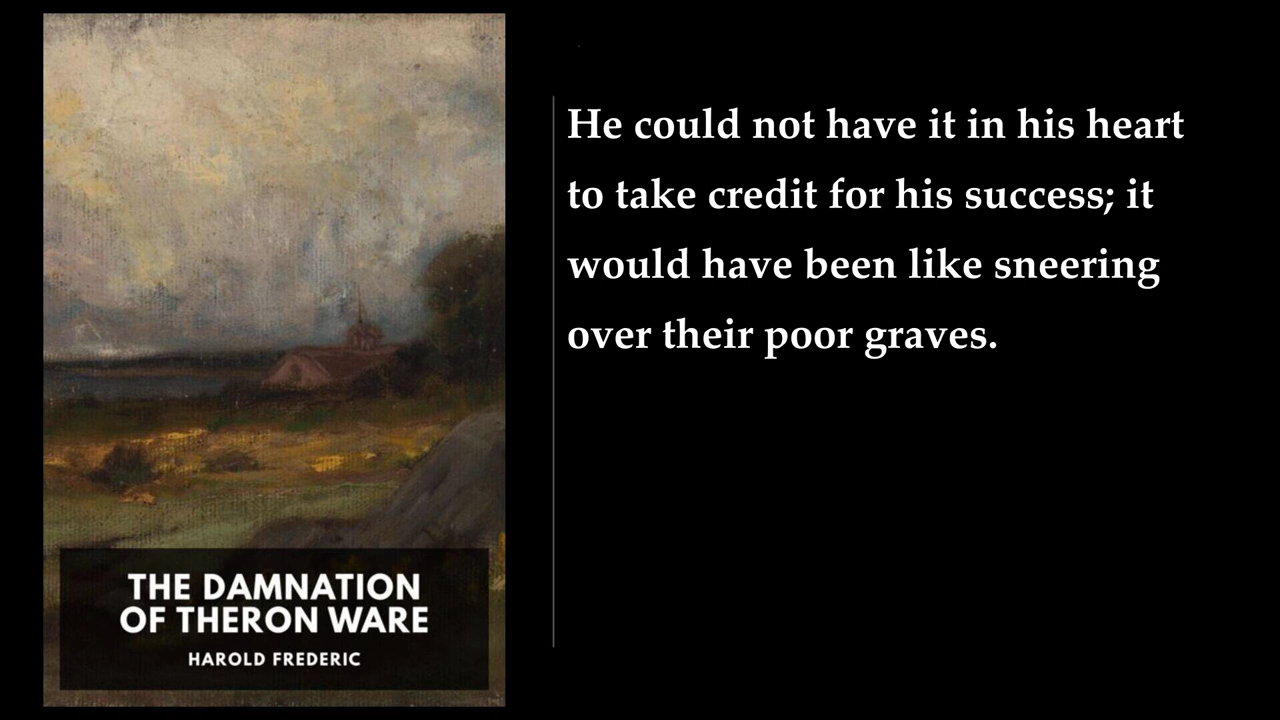 He could not have it in his heart
to take credit for his success; it
would have been like sneering
over their poor graves.
THE DAMNATION
OF THERON WARE
HAROLD FREDERIC